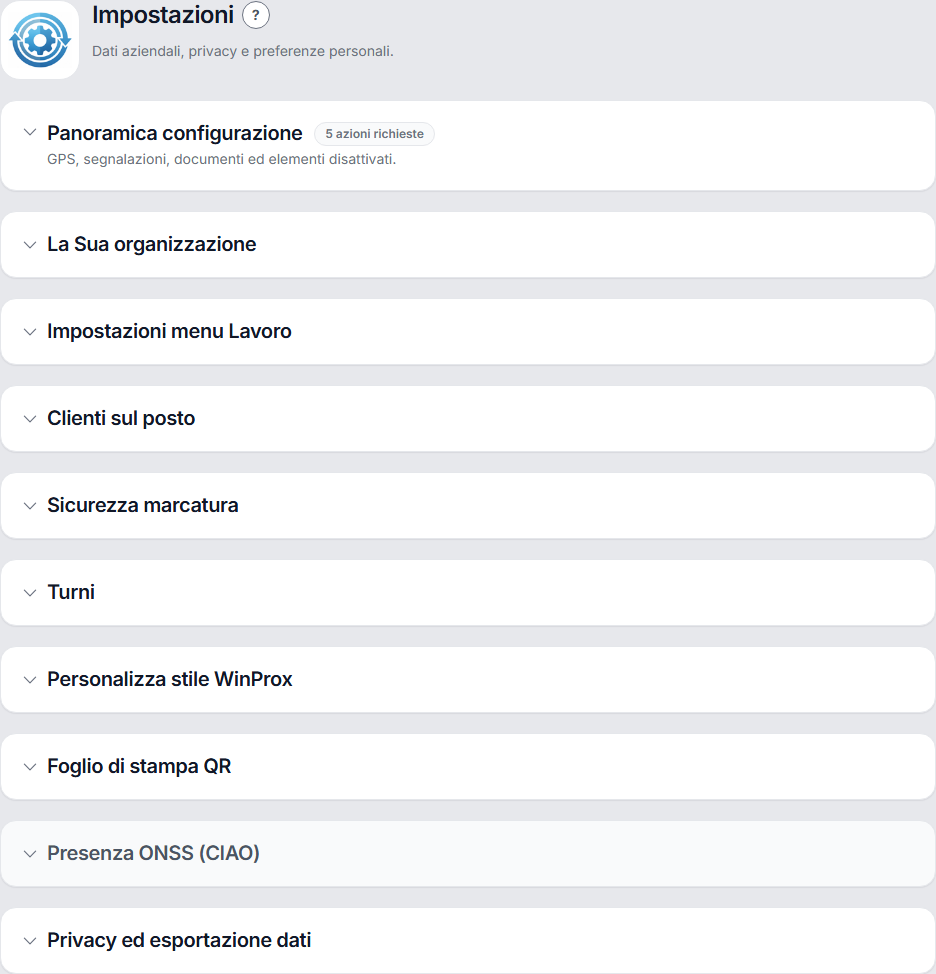 Impostazioni ?
Dati aziendali, privacy e preferenze personali.
Panoramica configurazione 5 azioni richieste
GPS, segnalazioni, documenti ed elementi disattivati.
La Sua organizzazione
Impostazioni menu Lavoro
Clienti sul posto
Sicurezza marcatura
Turni
Personalizza stile WinProx
Foglio di stampa QR
Presenza ONSS (CIAO)
Privacy ed esportazione dati